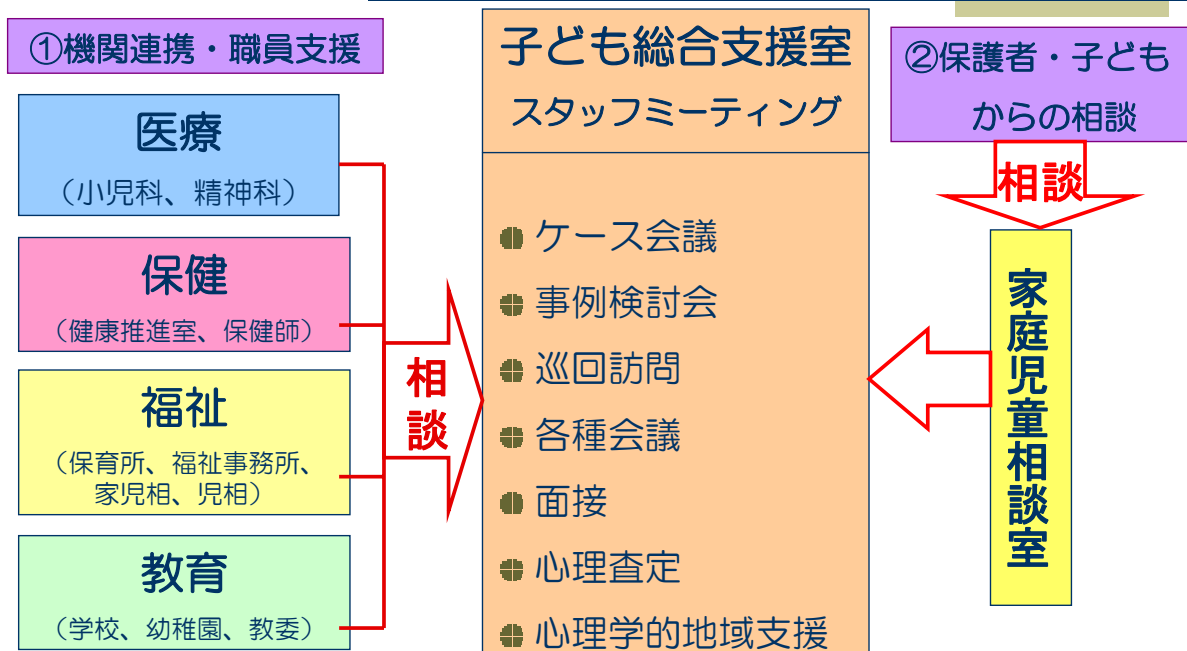 ①機関連携・職員支援
医療
（小児科、精神科）
保健
（健康推進室、保健師）
福祉
（保育所、福祉事務所、
家児相、児相）
教育
（学校、幼稚園、教委）
相談
子ども総合支援室
スタッフミーティング
ケース会議
事例検討会
巡回訪問
各種会議
面接
心理査定
心理学的地域支援
②保護者・子ども
からの相談
相談
家庭児童相談室